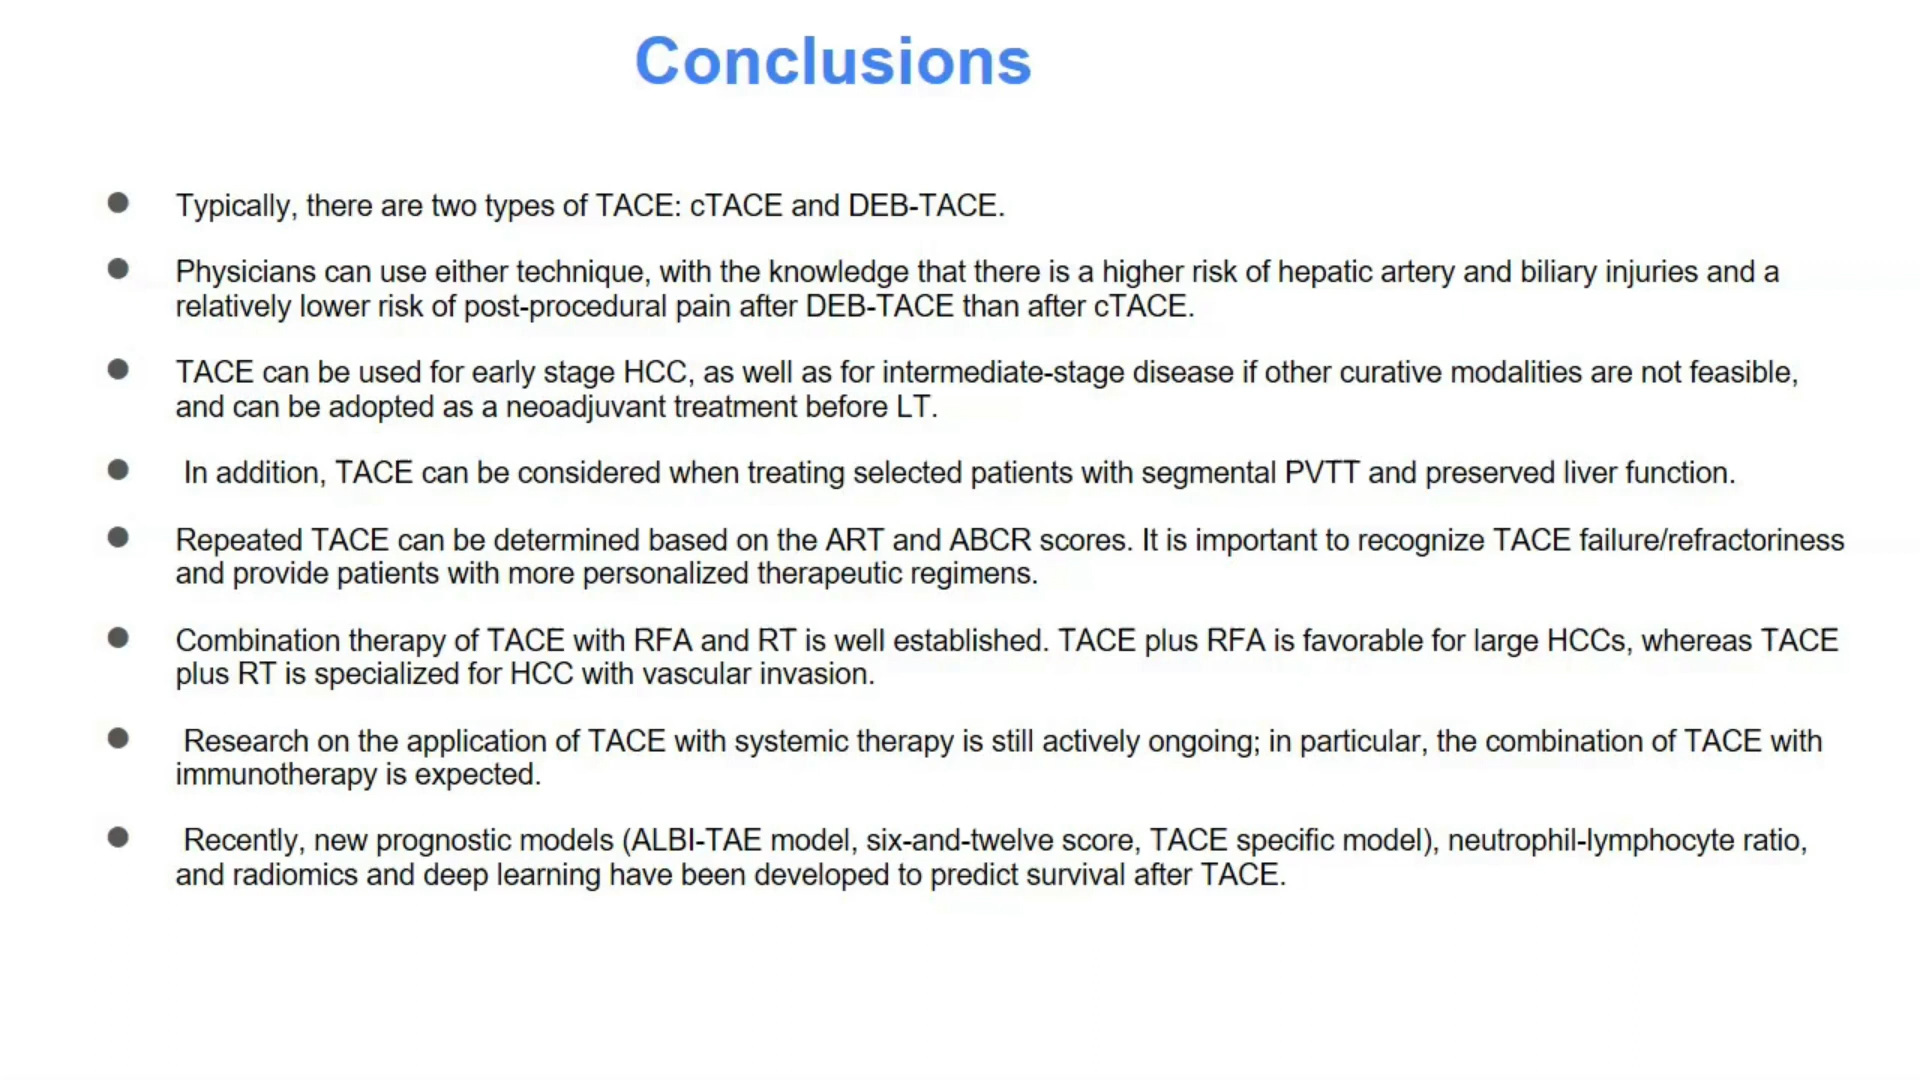 Conclusions
● Typically, there are two types of TACE: cTACE and DEB-TACE.
● Physicians can use either technique, with the knowledge that there is a higher risk of hepatic artery and biliary injuries and a
relatively lower risk of post-procedural pain after DEB-TACE than after cTACE.
● TACE can be used for early stage HCC, as well as for intermediate-stage disease if other curative modalities are not feasible,
and can be adopted as a neoadjuvant treatment before LT.
● In addition, TACE can be considered when treating selected patients with segmental PVTT and preserved liver function.
● Repeated TACE can be determined based on the ART and ABCR scores. It is important to recognize TACE failure/refractoriness
and provide patients with more personalized therapeutic regimens.
● Combination therapy of TACE with RFA and RT is well established. TACE plus RFA is favorable for large HCCs, whereas TACE
plus RT is specialized for HCC with vascular invasion.
● Research on the application of TACE with systemic therapy is still actively ongoing; in particular, the combination of TACE with
immunotherapy is expected.
● Recently, new prognostic models (ALBI-TAE model, six-and-twelve score, TACE specific model), neutrophil-lymphocyte ratio,
and radiomics and deep learning have been developed to predict survival after TACE.